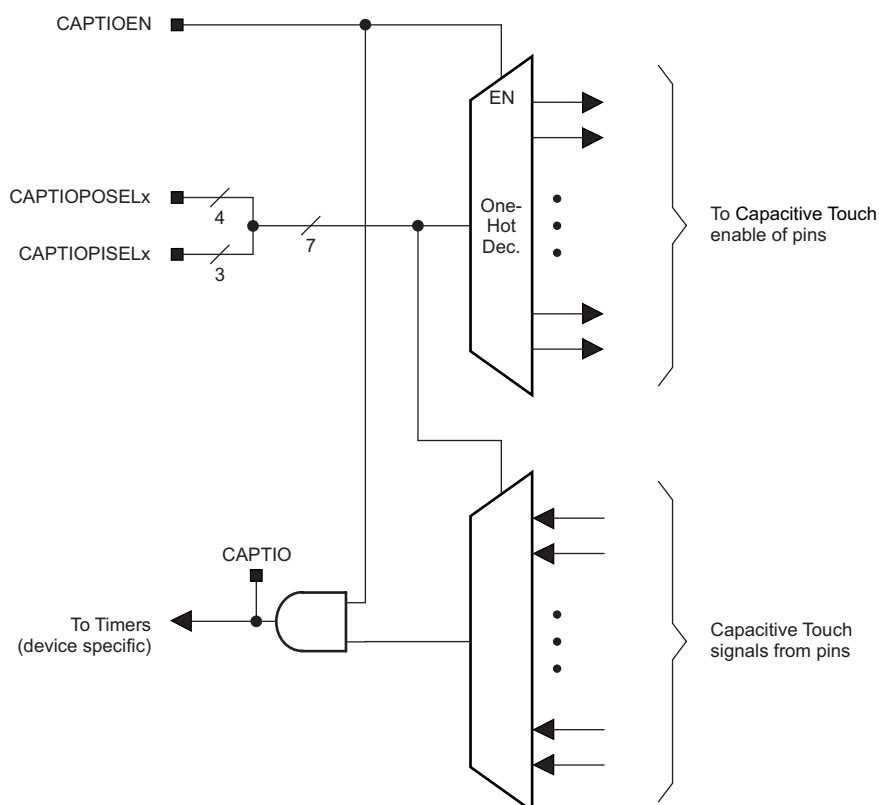 CAPTIOEN
EN
CAPTIOPOSELx
4
CAPTIOPISELx
3
7
One-
Hot
Dec.
To Capacitive Touch
enable of pins
CAPTIO
To Timers
(device specific)
Capacitive Touch
signals from pins